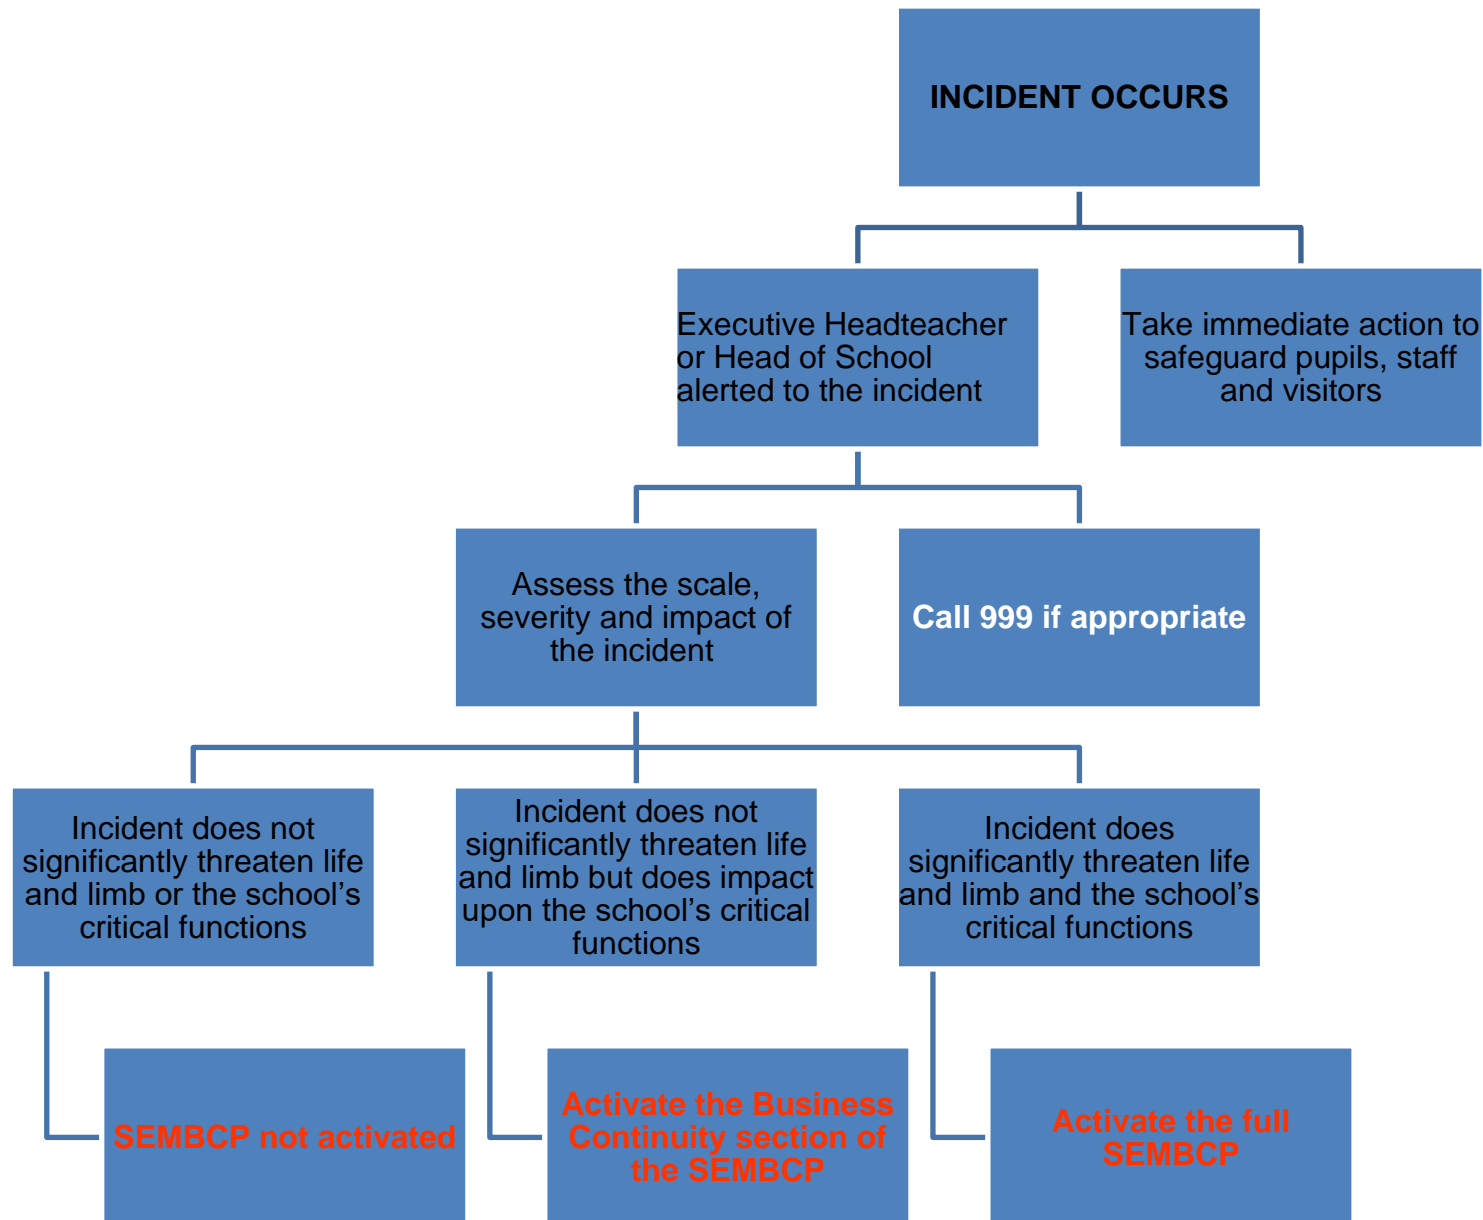 INCIDENT OCCURS
Executive Headteacher
or Head of School
alerted to the incident
Take immediate action to
safeguard pupils, staff
and visitors
Assess the scale,
severity and impact of
the incident
Call 999 if appropriate
Incident does not
significantly threaten life
and limb or the school’s
critical functions
Incident does not
significantly threaten life
and limb but does impact
upon the school’s critical
functions
Incident does
significantly threaten life
and limb and the school’s
critical functions
SEMBCP not activated
Activate the Business
Continuity section of
the SEMBCP
Activate the full
SEMBCP